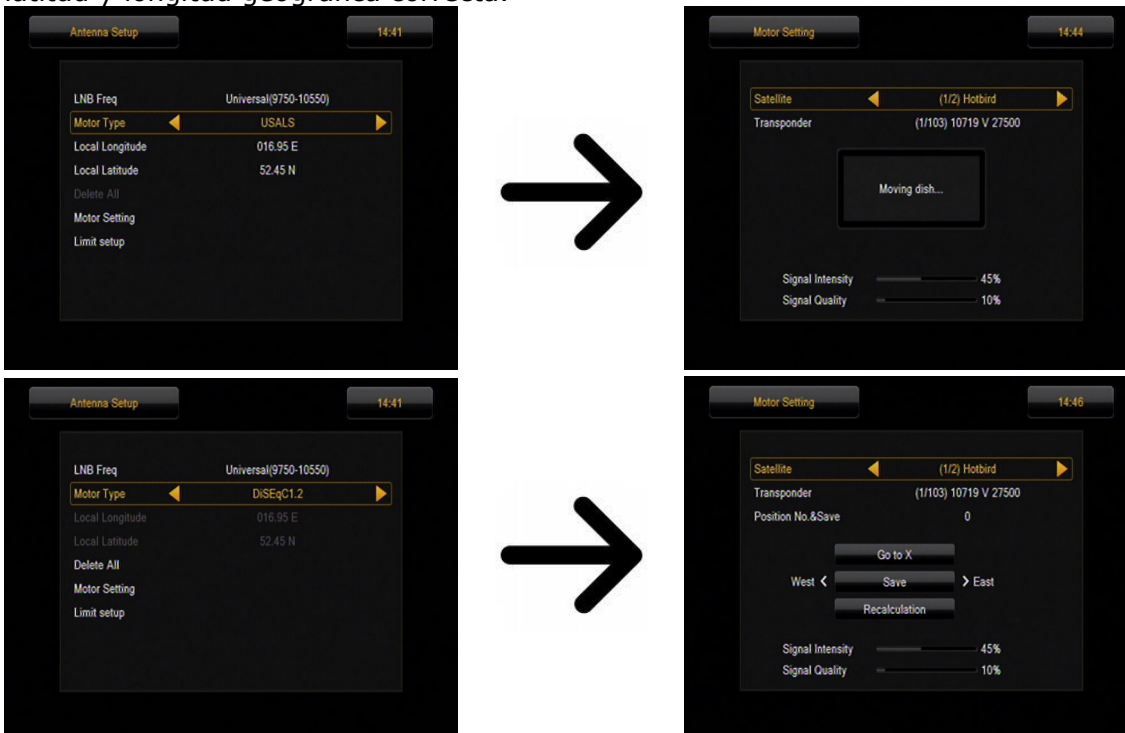 latitud y longitud geográfica correcta.
Antenna Setup 14:41
LNB Freq Universal(9750-10550)
Motor Type USALS
Local Longitude 016.95 E
Local Latitude 52.45 N
Delete All
Motor Setting
Limit setup
Motor Setting 14:44
Satellite (1/2) Hotbird
Transponder (1/103) 10719 V 27500
Moving dish...
Signal Intensity 45%
Signal Quality 10%
Antenna Setup 14:41
LNB Freq Universal(9750-10550)
Motor Type DiSEqC1.2
Local Longitude 016.95 E
Local Latitude 52.45 N
Delete All
Motor Setting
Limit setup
Motor Setting 14:46
Satellite (1/2) Hotbird
Transponder (1/103) 10719 V 27500
Position No.&Save 0
Go to X
West < Save > East
Recalculation
Signal Intensity 45%
Signal Quality 10%